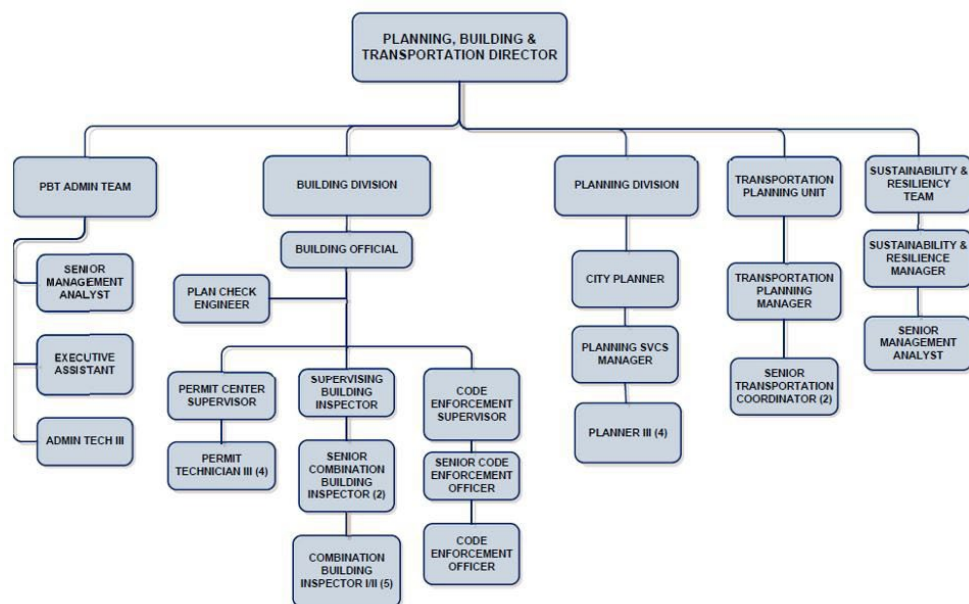 PLANNING, BUILDING &
TRANSPORTATION DIRECTOR
PBT ADMIN TEAM
BUILDING DIVISION
PLANNING DIVISION
TRANSPORTATION
PLANNING UNIT
SUSTAINABILITY &
RESILIENCY
TEAM
SENIOR
MANAGEMENT
ANALYST
EXECUTIVE
ASSISTANT
ADMIN TECH III
BUILDING OFFICIAL
PLAN CHECK
ENGINEER
PERMIT CENTER
SUPERVISOR
PERMIT
TECHNICIAN III (4)
SUPERVISING
BUILDING
INSPECTOR
SENIOR
COMBINATION
BUILDING
INSPECTOR (2)
COMBINATION
BUILDING
INSPECTOR I/II (5)
CODE
ENFORCEMENT
SUPERVISOR
SENIOR CODE
ENFORCEMENT
OFFICER
CODE
ENFORCEMENT
OFFICER
CITY PLANNER
PLANNING SVCS
MANAGER
PLANNER III (4)
TRANSPORTATION
PLANNING
MANAGER
SENIOR
TRANSPORTATION
COORDINATOR (2)
SUSTAINABILITY
& RESILIENCE
MANAGER
SENIOR
MANAGEMENT
ANALYST